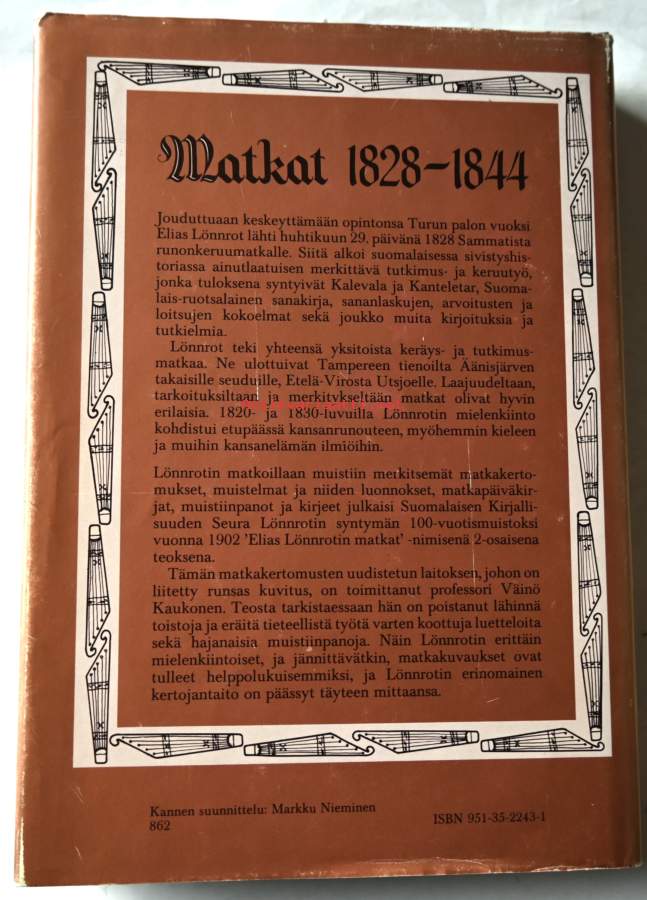 Matkat 1828-1844
Jouduttuaan keskeyttämään opintonsa Turun palon vuoksi
Elias Lönnrot lähti huhtikuun 29. päivänä 1828 Sammatista
runonkeruumatkalle. Siitä alkoi suomalaisessa sivistyshis-
toriassa ainutlaatuisen merkittävä tutkimus- ja keruutyö,
jonka tuloksena syntyivät Kalevala ja Kanteletar, Suoma-
lais-ruotsalainen sanakirja, sananlaskujen, arvoitusten ja
loitsujen kokoelmat sekä joukko muita kirjoituksia ja
tutkielmia.
Lönnrot teki yhteensä yksitoista keräys- ja tutkimus-
matkaa. Ne ulottuivat Tampereen tienoilta Äänisjärven
takaisille seuduille, Etelä-Virosta Utsjoelle. Laajuudeltaan,
tarkoituksiltaan ja merkitykseltään matkat olivat hyvin
erilaisia. 1820- ja 1830-luvuilla Lönnrotin mielenkiinto
kohdistui etupäässä kansanrunouteen, myöhemmin kieleen
ja muihin kansanelämän ilmiöihin.
Lönnrotin matkoillaan muistiin merkitsemät matkakerto-
mukset, muistelmat ja niiden luonnokset, matkapäiväkir-
jat, muistiinpanot ja kirjeet julkaisi Suomalaisen Kirjalli-
suuden Seura Lönnrotin syntymän 100-vuotismuistoksi
vuonna 1902 'Elias Lönnrotin matkat' -nimisenä 2-osaisena
teoksena.
Tämän matkakertomusten uudistetun laitoksen, johon on
liitetty runsas kuvitus, on toimittanut professori Väinö
Kaukonen. Teosta tarkistaessaan hän on poistanut lähinnä
toistoja ja eräitä tieteellistä työtä varten koottuja luetteloita
sekä hajanaisia muistiinpanoja. Näin Lönnrotin erittäin
mielenkiintoiset, ja jännittävätkin, matkakuvaukset ovat
tulleet helppolukuisemmiksi, ja Lönnrotin erinomainen
kertojantaito on päässyt täyteen mittaansa.
Kannen suunnittelu: Markku Nieminen
862
ISBN 951-35-2243-1